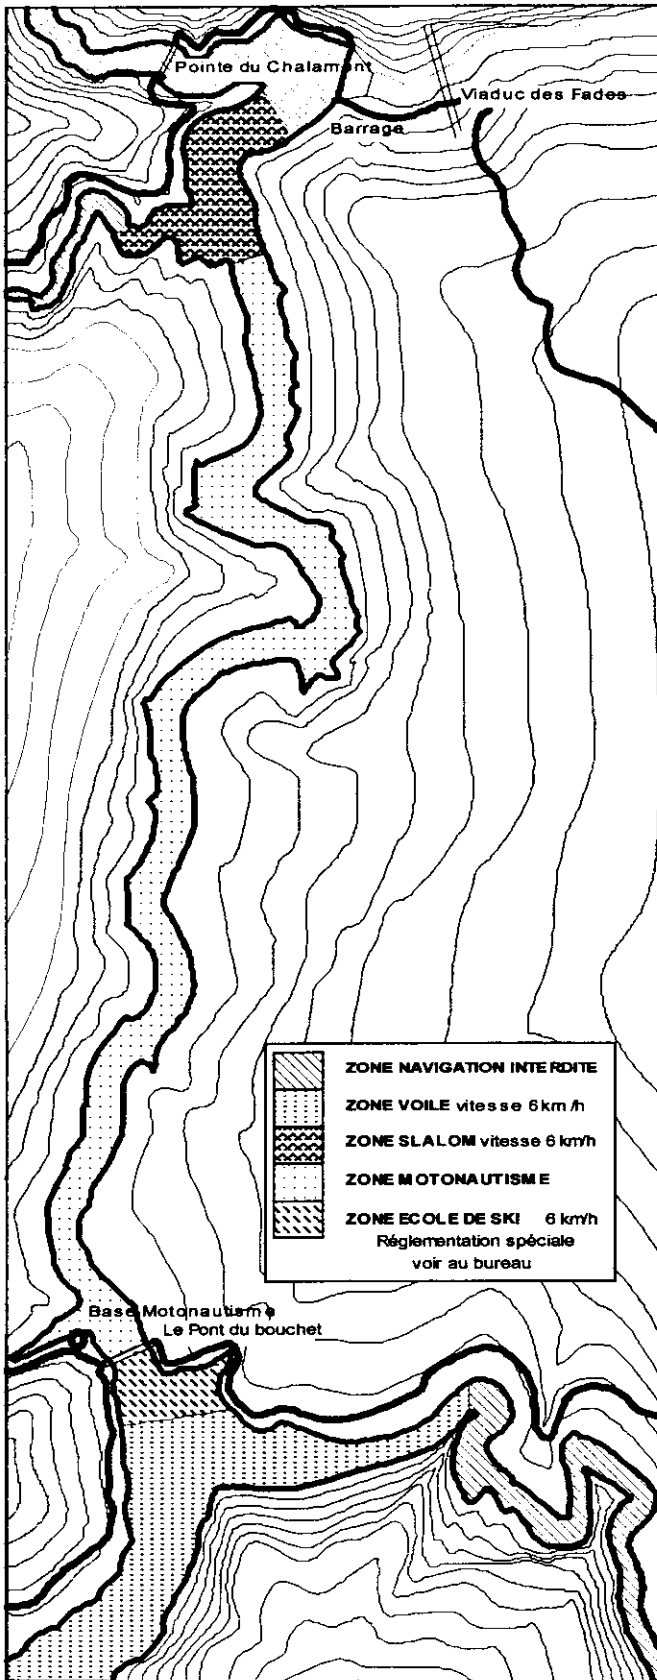 Pointe du Chalamont
Viaduc des Fades
Barrage
ZONE NAVIGATION INTERDITE
ZONE VOILE vitesse 6 km/h
ZONE SLALOM vitesse 6 km/h
ZONE MOTONAUTISME
ZONE ECOLE DE SKI 6 km/h
Réglementation spéciale
voir au bureau
Base Motonautisme
Le Pont du bouchet